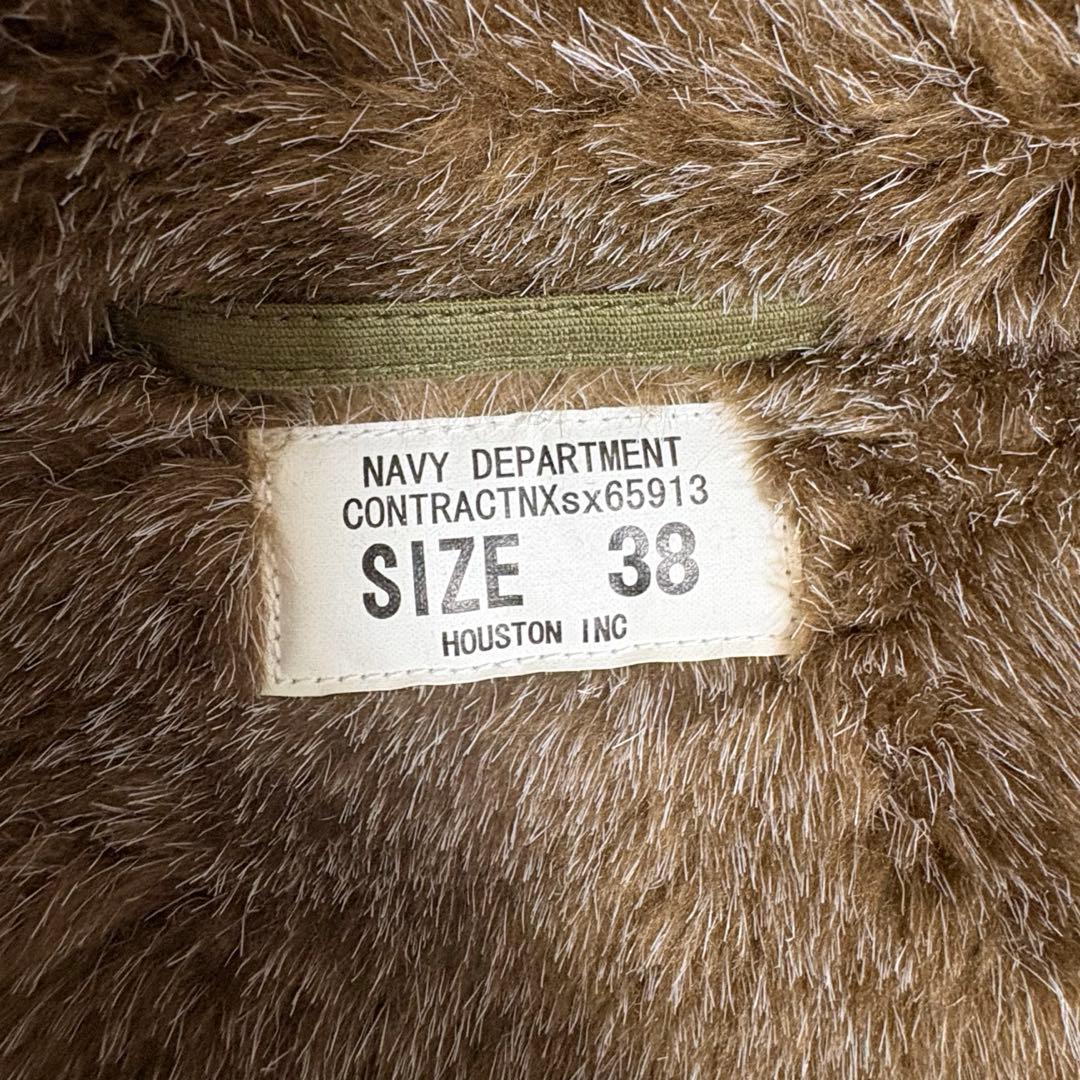 NAVY DEPARTMENT
CONTRACTNXsx65913
SIZE 38
HOUSTON INC